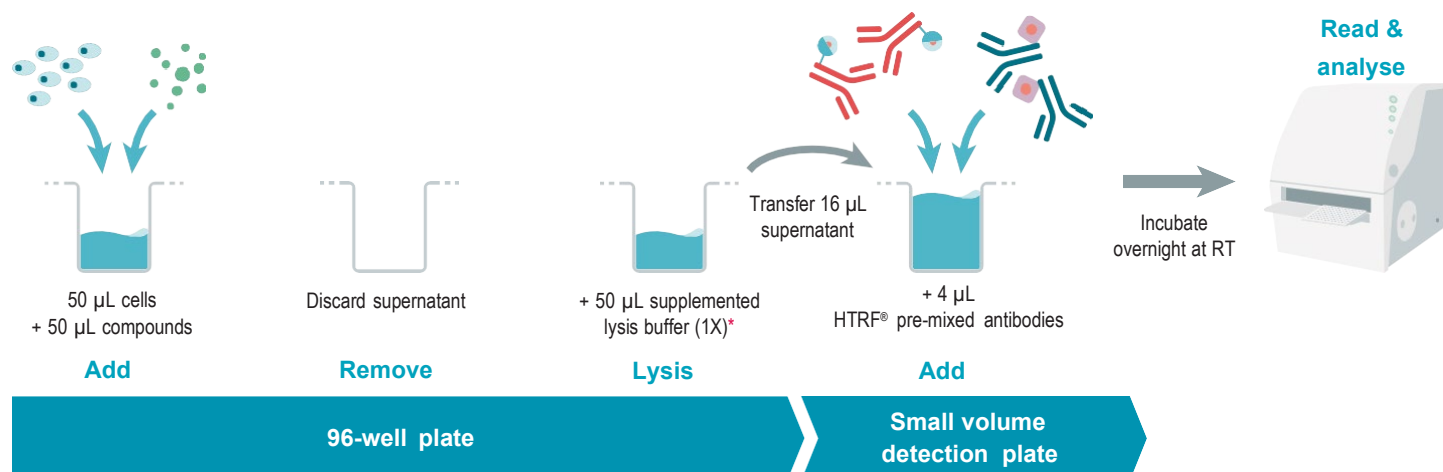 50 µL cells
+ 50 µL compounds
Add
Discard supernatant
Remove
+ 50 µL supplemented
lysis buffer (1X)*
Lysis
Transfer 16 µL
supernatant
+ 4 µL
HTRF® pre-mixed antibodies
Add
Incubate
overnight at RT
Read &
analyse
96-well plate
Small volume
detection plate